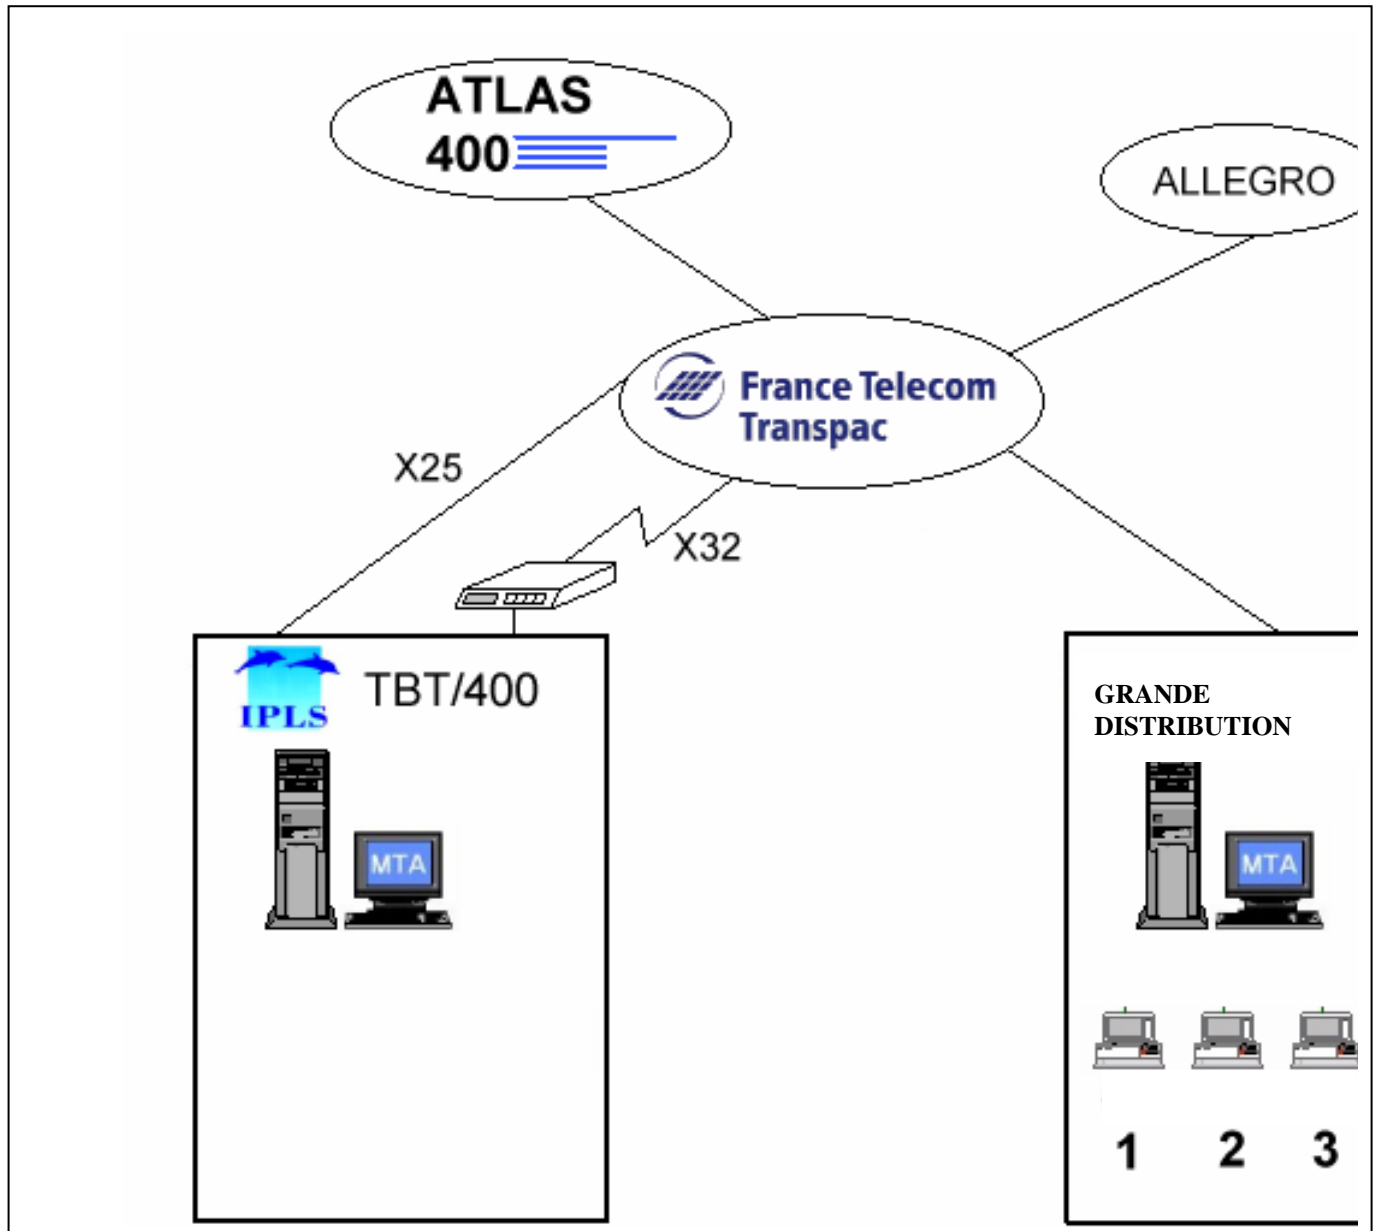 ATLAS
400
ALLEGRO
France Telecom
Transpac
X25
X32
IPLS
TBT/400
MTA
GRANDE
DISTRIBUTION
MTA
1 2 3